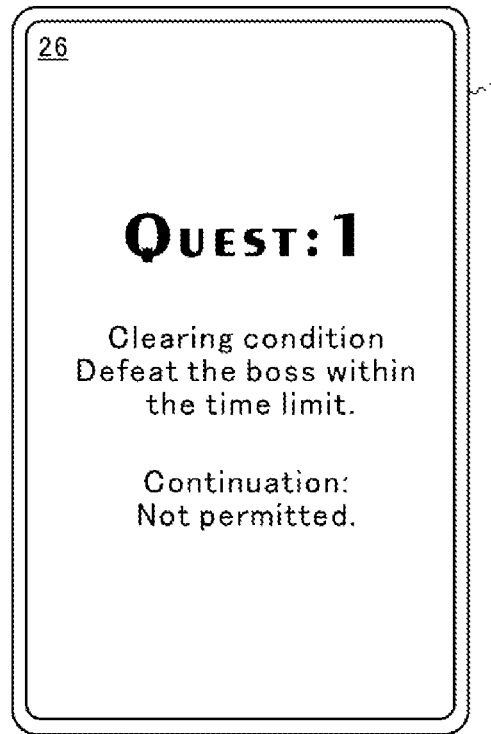 26
QUEST:1
Clearing condition
Defeat the boss within
the time limit.
Continuation:
Not permitted.